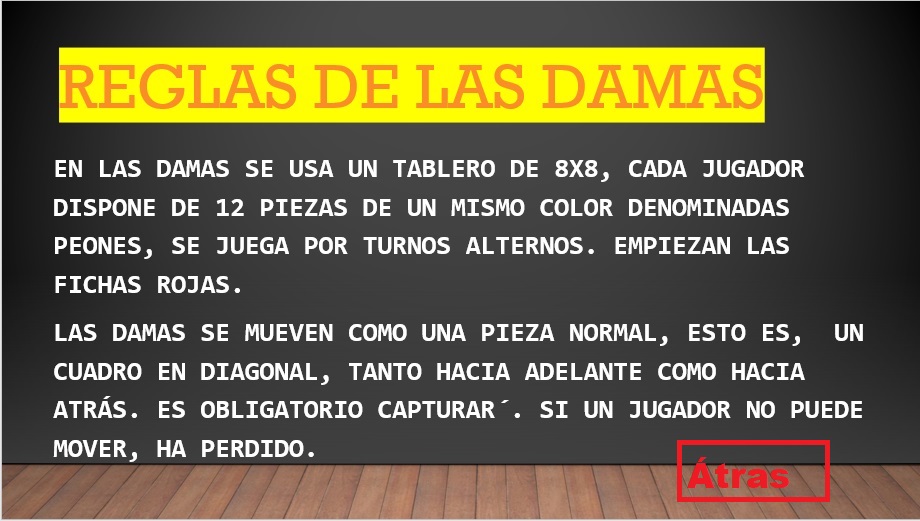 REGLAS DE LAS DAMAS
EN LAS DAMAS SE USA UN TABLERO DE 8X8, CADA JUGADOR
DISPONE DE 12 PIEZAS DE UN MISMO COLOR DENOMINADAS
PEONES, SE JUEGA POR TURNOS ALTERNOS. EMPIEZAN LAS
FICHAS ROJAS.
LAS DAMAS SE MUEVEN COMO UNA PIEZA NORMAL, ESTO ES,  UN
CUADRO EN DIAGONAL, TANTO HACIA ADELANTE COMO HACIA
ATRÁS. ES OBLIGATORIO CAPTURAR´. SI UN JUGADOR NO PUEDE
MOVER, HA PERDIDO.
Átras